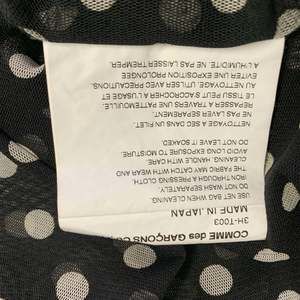 COMME des GARÇONS CO
3H-T003
MADE IN JAPAN
USE NET BAG WHEN CLEANING.
DO NOT WASH SEPARATELY.
IRON THROUGH A PRESSING CLOTH.
THE FABRIC MAY CATCH WITH WEAR AND
CLEANING. HANDLE WITH CARE.
AVOID LONG EXPOSURE TO HUMIDITY.
DO NOT LEAVE IT SOAKED.
NETTOYAGE A SEC DANS UN FILET.
NE PAS LAVER SEPAREMENT.
REPASSER A TRAVERS UNE PATTEMOUILLE.
LE TISSU PEUT S'ACCROCHER A L'USAGE ET
AU NETTOYAGE. UTILISER AVEC PRECAUTIONS.
EVITER UNE EXPOSITION PROLONGEE
A L'HUMIDITE. NE PAS LAISSER TREMPER.